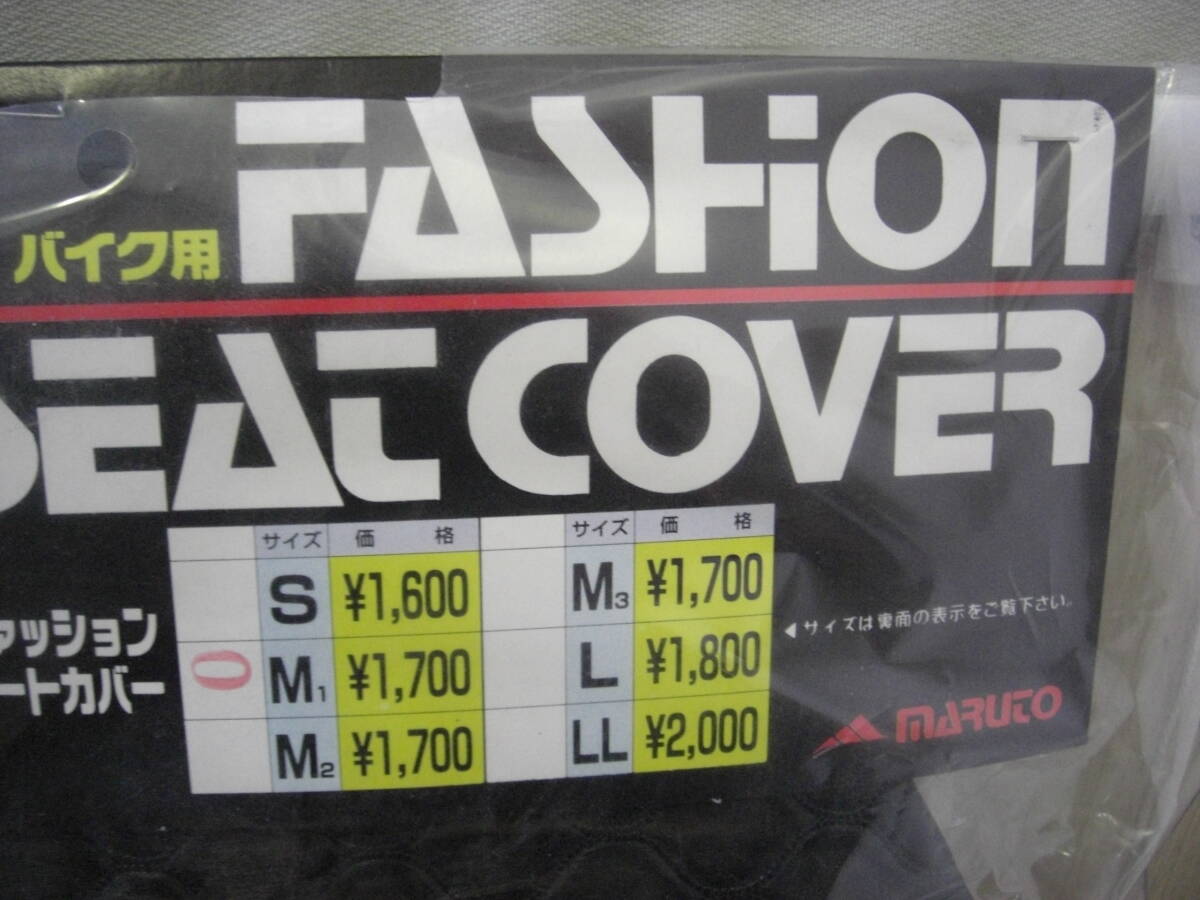 FASHiON
バイク用
SEAT COVER
サイズ 価格 サイズ 価格
S ¥1,600 M3 ¥1,700
M1 ¥1,700 L ¥1,800
M2 ¥1,700 LL ¥2,000
ァッション
ートカバー
◀サイズは裏面の表示をご覧下さい。
MARUTO